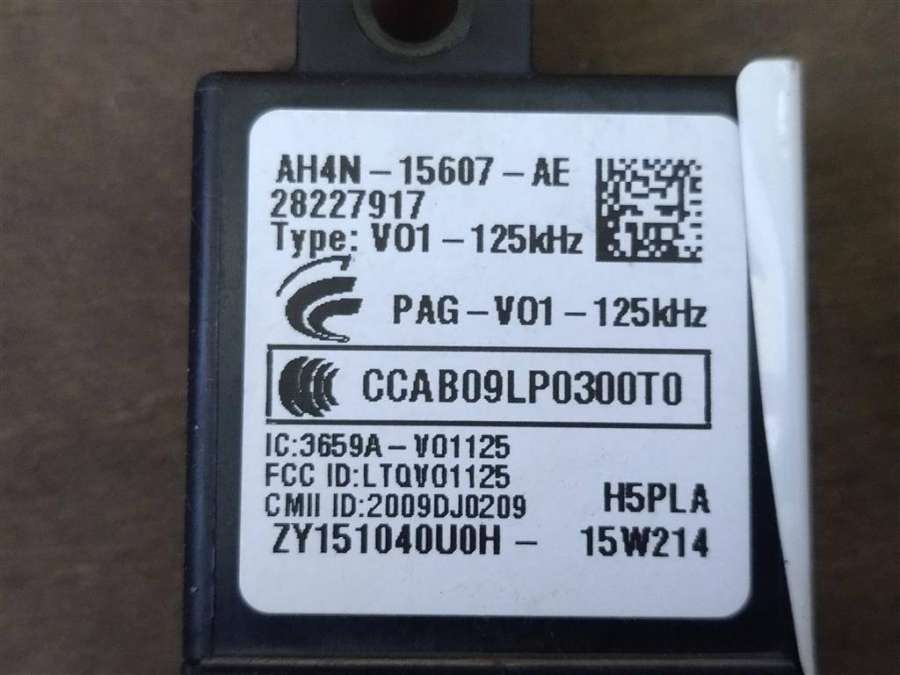 AH4N-15607-AE
28227917
Type: V01-125kHz
PAG-V01-125kHz
CCAB09LP0300T0
IC:3659A-V01125
FCC ID:LTQV01125
CMII ID:2009DJ0209
H5PLA
ZY151040U0H- 15W214